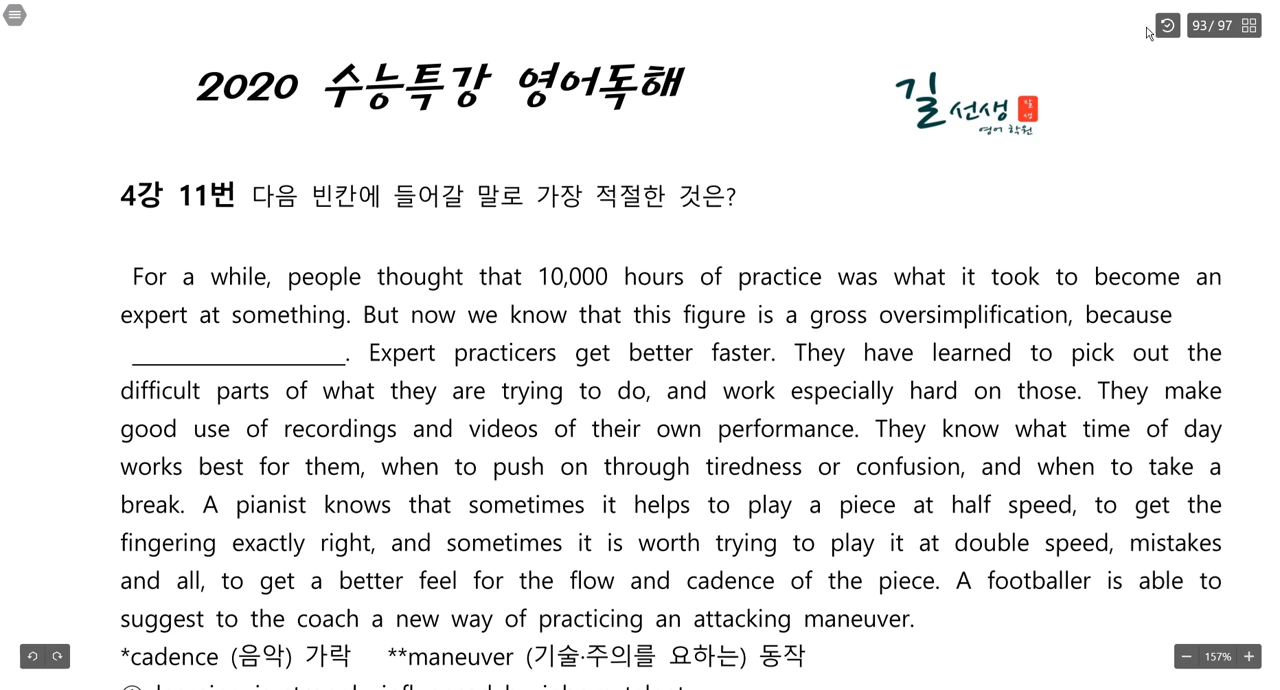 93/ 97
2020 수능특강 영어독해
길선생
영어 학원
4강 11번 다음 빈칸에 들어갈 말로 가장 적절한 것은?
For a while, people thought that 10,000 hours of practice was what it took to become an
expert at something. But now we know that this figure is a gross oversimplification, because
________________. Expert practicers get better faster. They have learned to pick out the
difficult parts of what they are trying to do, and work especially hard on those. They make
good use of recordings and videos of their own performance. They know what time of day
works best for them, when to push on through tiredness or confusion, and when to take a
break. A pianist knows that sometimes it helps to play a piece at half speed, to get the
fingering exactly right, and sometimes it is worth trying to play it at double speed, mistakes
and all, to get a better feel for the flow and cadence of the piece. A footballer is able to
suggest to the coach a new way of practicing an attacking maneuver.
*cadence (음악) 가락 **maneuver (기술·주의를 요하는) 동작
157%